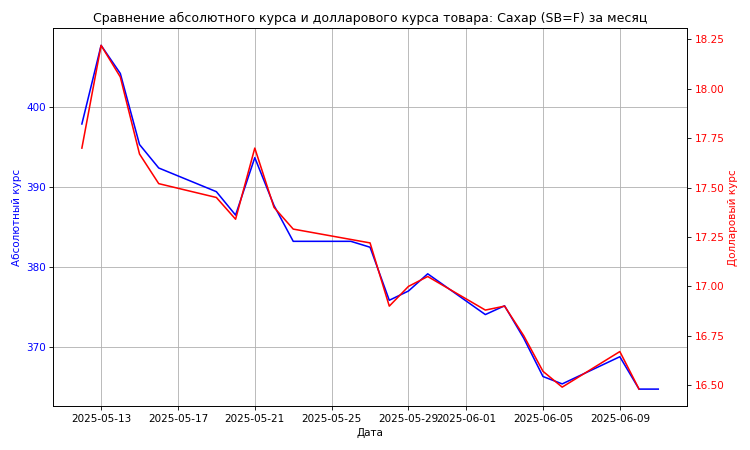 Сравнение абсолютного курса и долларового курса товара: Сахар (SB=F) за месяц
Абсолютный курс
400
390
380
370
18.25
18.00
17.75
17.50
17.25
17.00
16.75
16.50
Долларовый курс
2025-05-13 2025-05-17 2025-05-21 2025-05-25 2025-05-29 2025-06-01 2025-06-05 2025-06-09
Дата